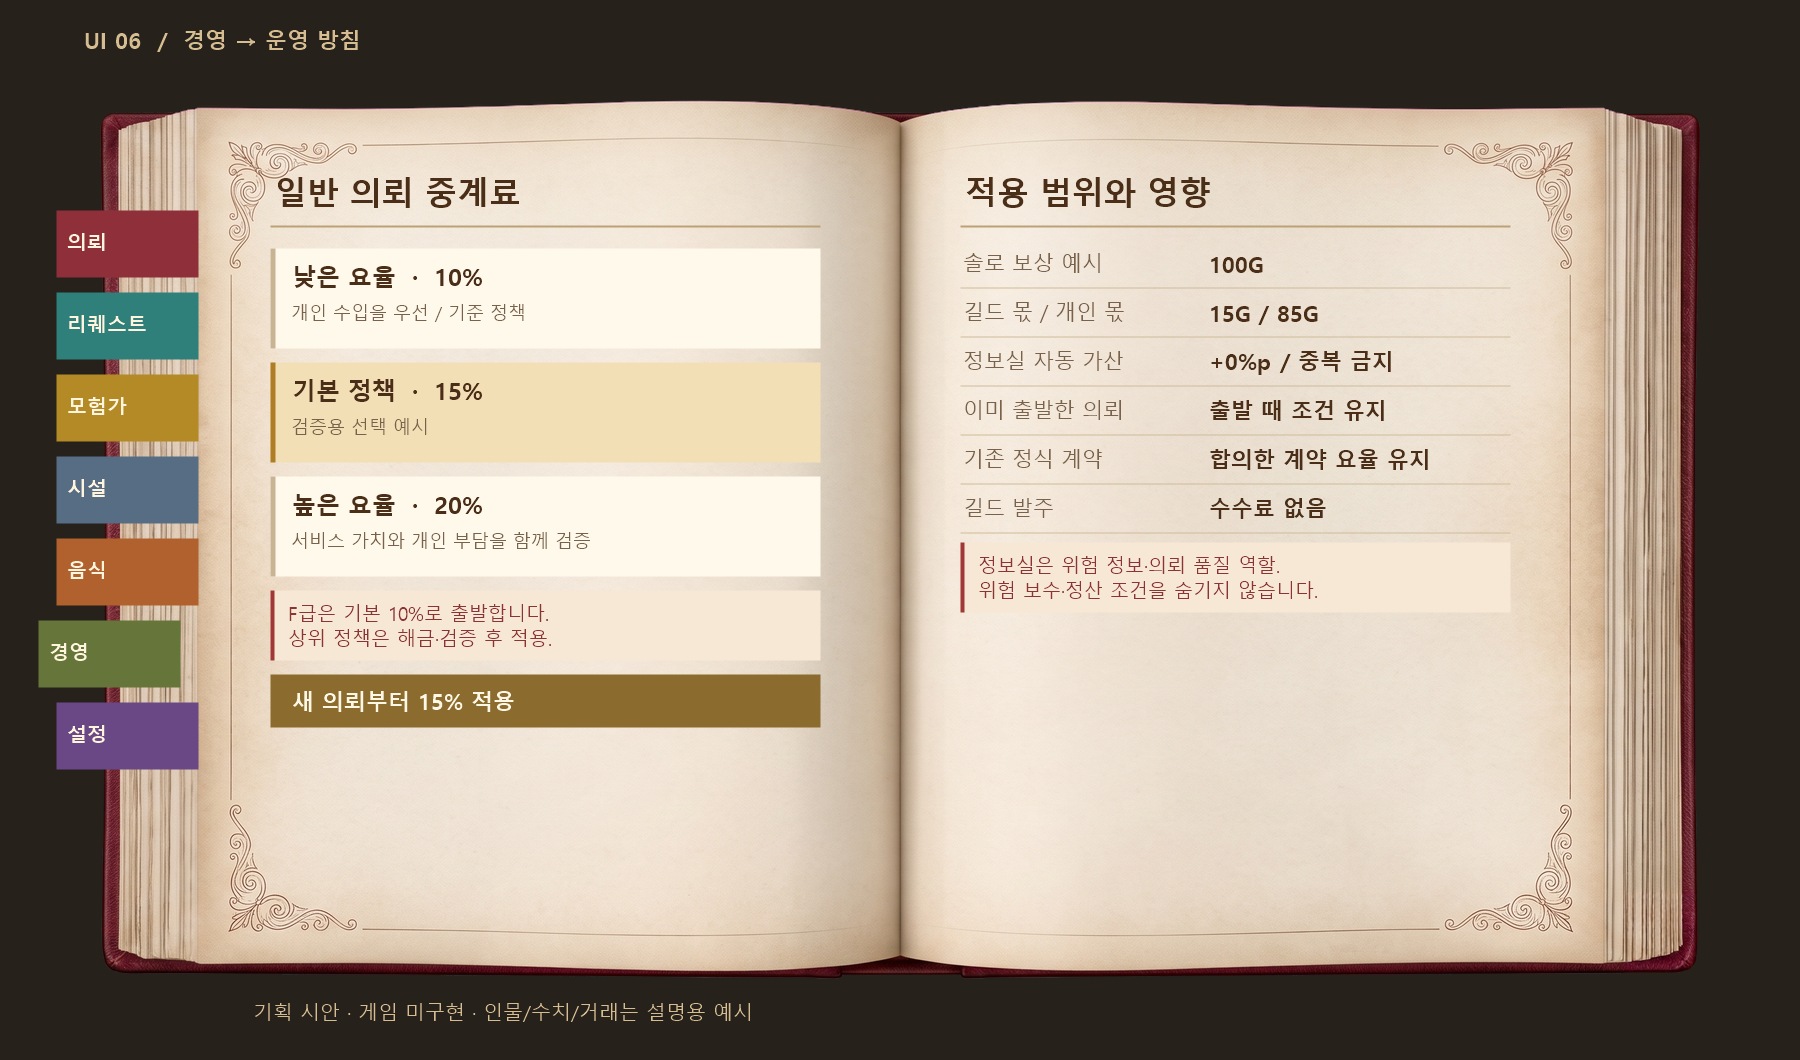 UI 06 / 경영 → 운영 방침
의뢰
리퀘스트
모험가
시설
음식
경영
설정
일반 의뢰 중계료
낮은 요율 · 10%
개인 수입을 우선 / 기준 정책
기본 정책 · 15%
검증용 선택 예시
높은 요율 · 20%
서비스 가치와 개인 부담을 함께 검증
F급은 기본 10%로 출발합니다.
상위 정책은 해금·검증 후 적용.
새 의뢰부터 15% 적용
적용 범위와 영향
솔로 보상 예시 100G
길드 몫 / 개인 몫 15G / 85G
정보실 자동 가산 +0%p / 중복 금지
이미 출발한 의뢰 출발 때 조건 유지
기존 정식 계약 합의한 계약 요율 유지
길드 발주 수수료 없음
정보실은 위험 정보·의뢰 품질 역할.
위험 보수·정산 조건을 숨기지 않습니다.
기획 시안 · 게임 미구현 · 인물/수치/거래는 설명용 예시